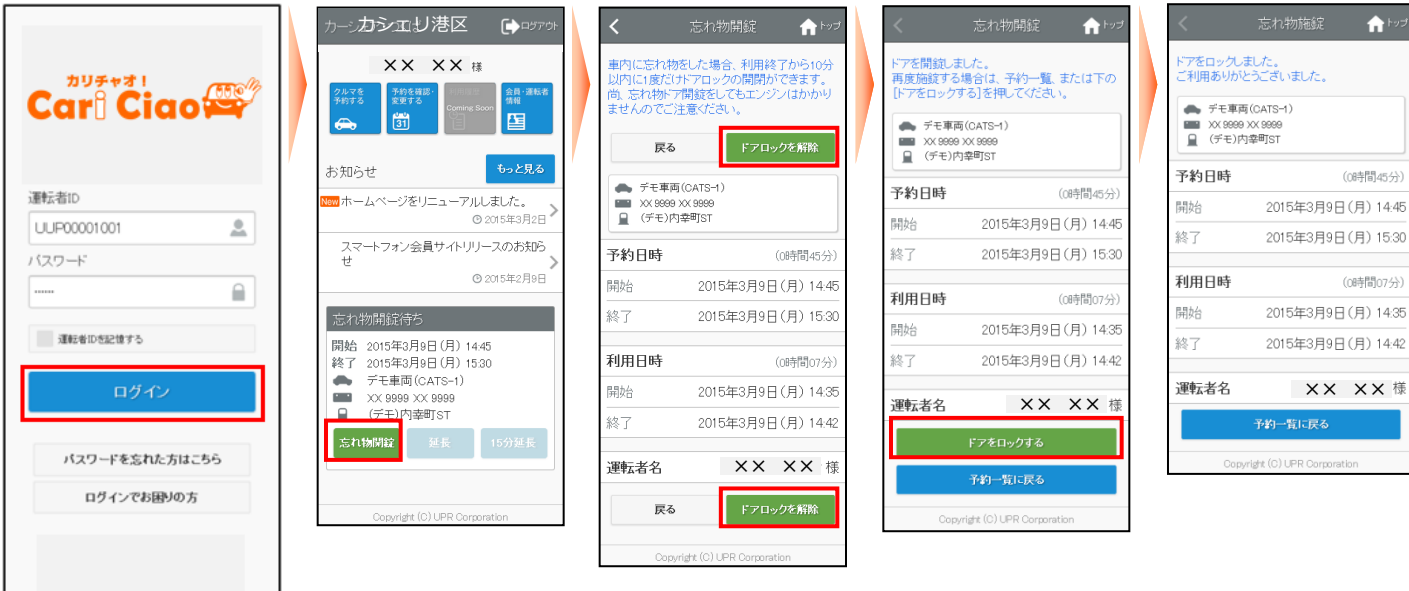 カリチャオ！
Cari Ciao
運転者ID
UUP00001001
パスワード
......
運転者IDを記憶する
ログイン
パスワードを忘れた方はこちら
ログインでお困りの方
カシェリ港区
ログアウト
×× ×× 様
クルマを
予約する
予約を確認・
変更する
31
Coming Soon
会員・運転者
情報
お知らせ
もっと見る
New ホームページをリニューアルしました。
2015年3月2日
スマートフォン会員サイトリリースのお知ら
せ
2015年2月9日
忘れ物開錠待ち
開始 2015年3月9日(月) 14:45
終了 2015年3月9日(月) 15:30
デモ車両(CATS-1)
XX 9999 XX 9999
(デモ)内幸町ST
忘れ物開錠
延長
15分延長
Copyright (C) UPR Corporation
忘れ物開錠
トップ
車内に忘れ物をした場合、利用終了から10分
以内に1度だけドアロックの開閉ができます。
尚、忘れ物ドア開錠をしてもエンジンはかかり
ませんのでご注意ください。
戻る
ドアロックを解除
デモ車両(CATS-1)
XX 9999 XX 9999
(デモ)内幸町ST
予約日時 (0時間45分)
開始 2015年3月9日(月) 14:45
終了 2015年3月9日(月) 15:30
利用日時 (0時間07分)
開始 2015年3月9日(月) 14:35
終了 2015年3月9日(月) 14:42
運転者名 ×× ×× 様
戻る
ドアロックを解除
Copyright (C) UPR Corporation
忘れ物開錠
トップ
ドアを開錠しました。
再度施錠する場合は、予約一覧、または下の
[ドアをロックする]を押してください。
デモ車両(CATS-1)
XX 9999 XX 9999
(デモ)内幸町ST
予約日時 (0時間45分)
開始 2015年3月9日(月) 14:45
終了 2015年3月9日(月) 15:30
利用日時 (0時間07分)
開始 2015年3月9日(月) 14:35
終了 2015年3月9日(月) 14:42
運転者名 ×× ×× 様
ドアをロックする
予約一覧に戻る
Copyright (C) UPR Corporation
忘れ物施錠
トップ
ドアをロックしました。
ご利用ありがとうございました。
デモ車両(CATS-1)
XX 9999 XX 9999
(デモ)内幸町ST
予約日時 (0時間45分)
開始 2015年3月9日(月) 14:45
終了 2015年3月9日(月) 15:30
利用日時 (0時間07分)
開始 2015年3月9日(月) 14:35
終了 2015年3月9日(月) 14:42
運転者名 ×× ×× 様
予約一覧に戻る
Copyright (C) UPR Corporation